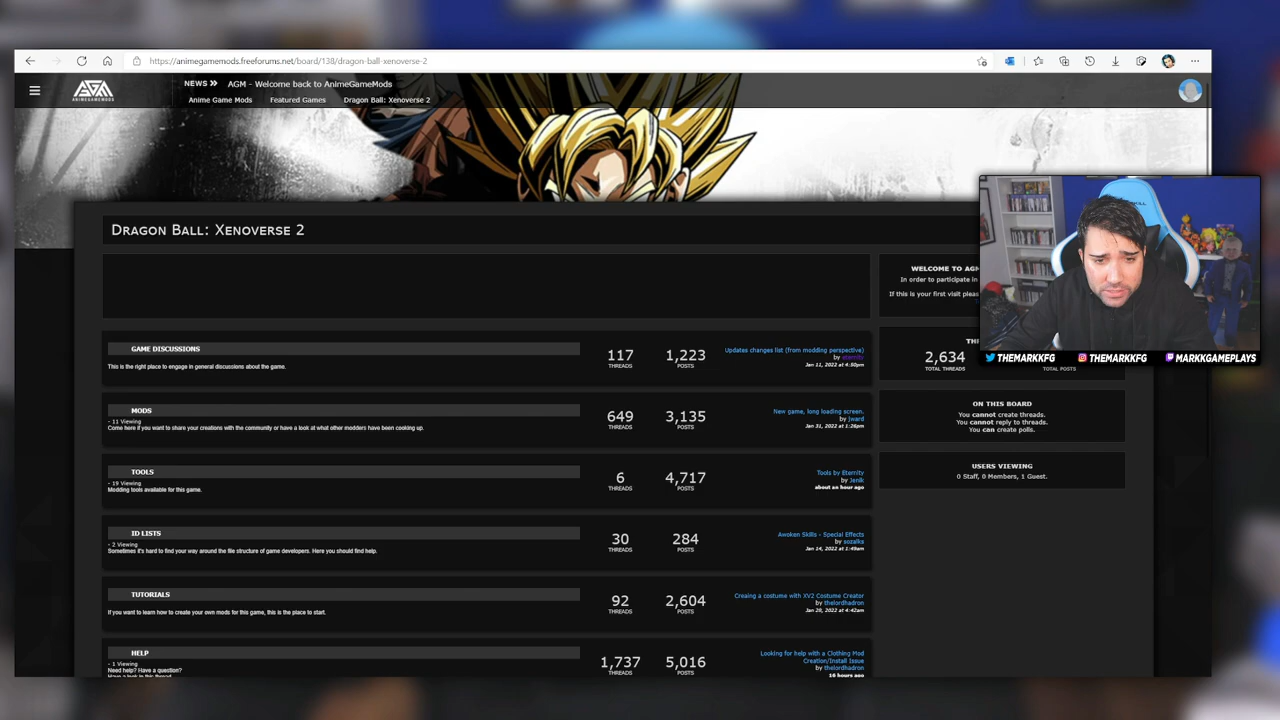 https://animegamemods.freeforums.net/board/138/dragon-ball-xenoverse-2
AGM
ANIMEGAMEMODS
NEWS AGM - Welcome back to AnimeGameMods
Anime Game Mods Featured Games Dragon Ball: Xenoverse 2
Dragon Ball: Xenoverse 2
WELCOME TO AGM
In order to participate in
If this is your first visit please
GAME DISCUSSIONS
This is the right place to engage in general discussions about the game.
117 THREADS
1,223 POSTS
Updates changes list (from modding perspective)
by eternity
Jan 11, 2022 at 4:50pm
2,634
TOTAL THREADS
TOTAL POSTS
THEMARKKFG THEMARKKFG MARKKGAMEPLAYS
MODS
- 11 Viewing
Come here if you want to share your creations with the community or have a look at what other modders have been cooking up.
649 THREADS
3,135 POSTS
New game, long loading screen.
by jward
Jan 31, 2022 at 1:26pm
ON THIS BOARD
You cannot create threads.
You cannot reply to threads.
You can create polls.
TOOLS
- 19 Viewing
Modding tools available for this game.
6 THREADS
4,717 POSTS
Tools by Eternity
by Jenik
about an hour ago
USERS VIEWING
0 Staff, 0 Members, 1 Guest.
ID LISTS
- 2 Viewing
Sometimes it's hard to find your way around the file structure of game developers. Here you should find help.
30 THREADS
284 POSTS
Awoken Skills - Special Effects
by sozalks
Jan 14, 2022 at 1:49am
TUTORIALS
If you want to learn how to create your own mods for this game, this is the place to start.
92 THREADS
2,604 POSTS
Creaing a costume with XV2 Costume Creator
by thelordhadron
Jan 28, 2022 at 4:42am
HELP
- 1 Viewing
Need help? Have a question?
Have a look in this thread
1,737 THREADS
5,016 POSTS
Looking for help with a Clothing Mod
Creation/Install Issue
by thelordhadron
16 hours ago